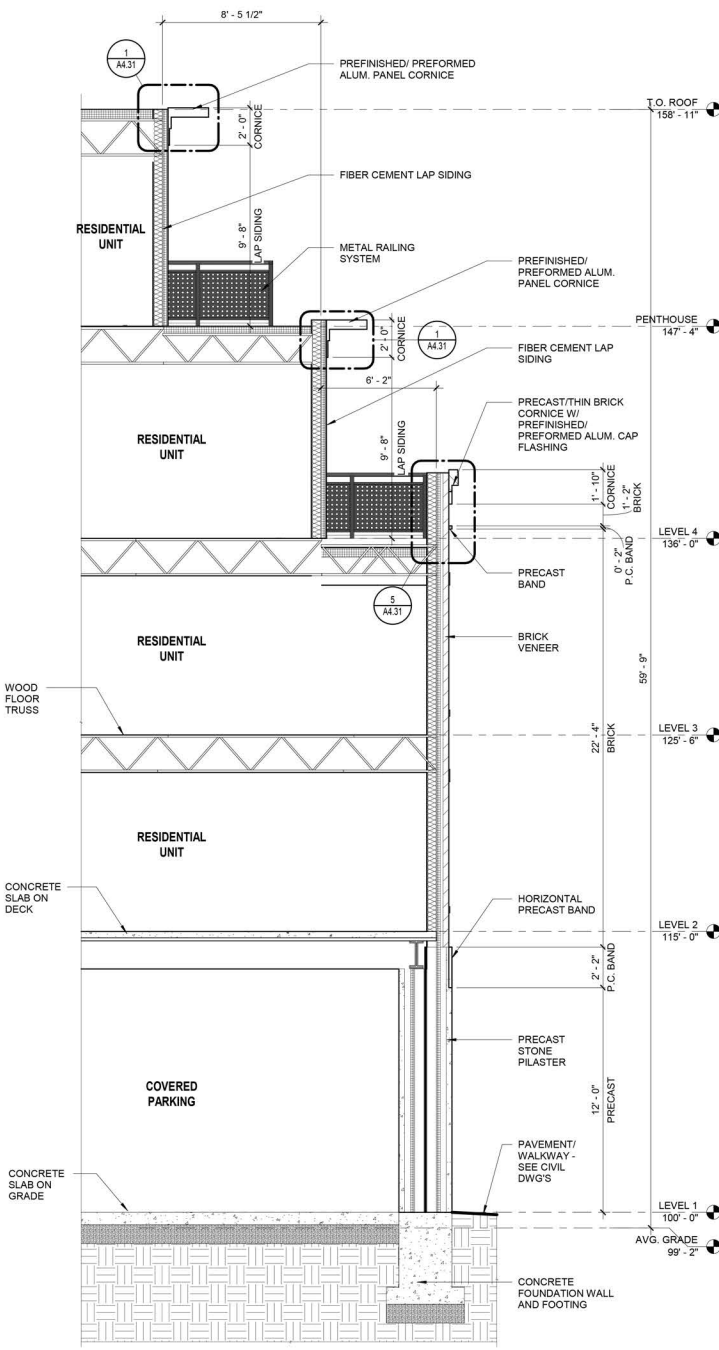 8' - 5 1/2"
1
A4.31
PREFINISHED/ PREFORMED
ALUM. PANEL CORNICE
T.O. ROOF
158' - 11"
2' - 0"
CORNICE
FIBER CEMENT LAP SIDING
RESIDENTIAL
UNIT
9' - 8"
LAP SIDING
METAL RAILING
SYSTEM
PREFINISHED/
PREFORMED ALUM.
PANEL CORNICE
PENTHOUSE
147' - 4"
2' - 0"
CORNICE
1
A4.31
FIBER CEMENT LAP
SIDING
6' - 2"
PRECAST/THIN BRICK
CORNICE W/
PREFINISHED/
PREFORMED ALUM. CAP
FLASHING
RESIDENTIAL
UNIT
9' - 8"
LAP SIDING
1' - 10"
CORNICE
1' - 2"
BRICK
LEVEL 4
136' - 0"
0' - 2"
P.C. BAND
PRECAST
BAND
5
A4.31
RESIDENTIAL
UNIT
BRICK
VENEER
59' - 9"
WOOD
FLOOR
TRUSS
22' - 4"
BRICK
LEVEL 3
125' - 6"
RESIDENTIAL
UNIT
CONCRETE
SLAB ON
DECK
HORIZONTAL
PRECAST BAND
LEVEL 2
115' - 0"
2' - 2"
P.C. BAND
PRECAST
STONE
PILASTER
COVERED
PARKING
12' - 0"
PRECAST
PAVEMENT/
WALKWAY -
SEE CIVIL
DWG'S
CONCRETE
SLAB ON
GRADE
LEVEL 1
100' - 0"
AVG. GRADE
99' - 2"
CONCRETE
FOUNDATION WALL
AND FOOTING